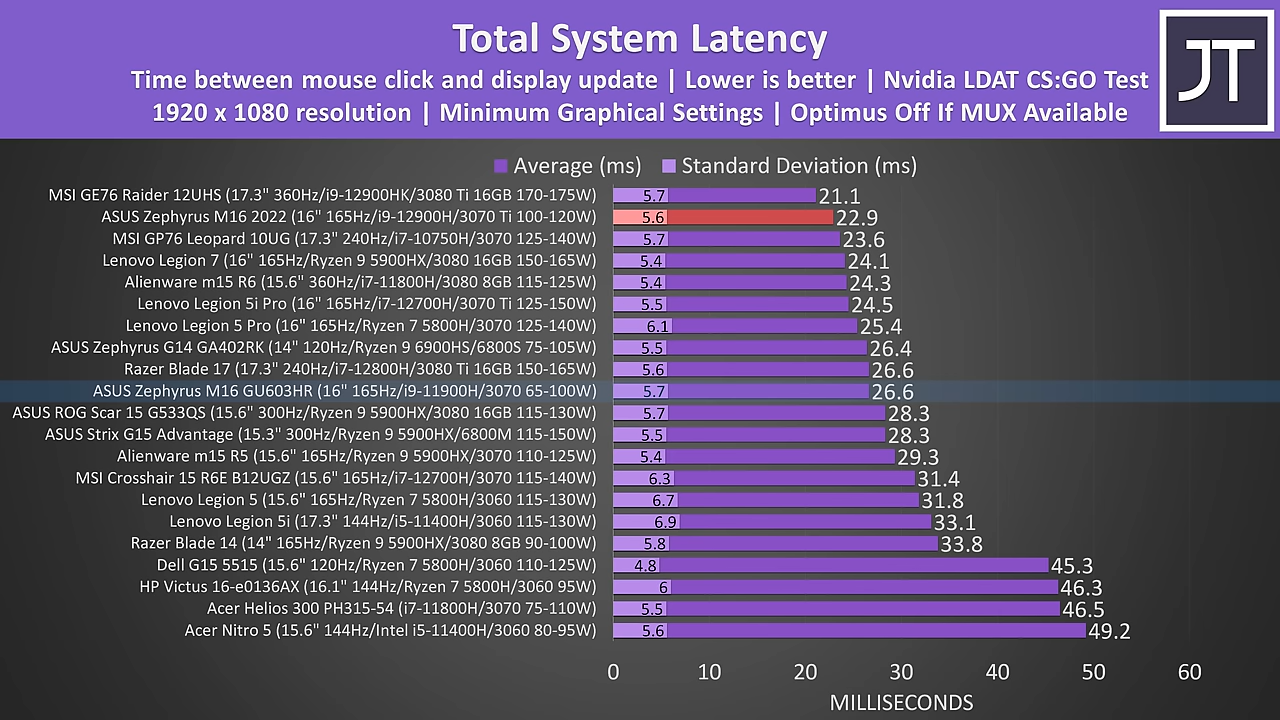 Total System Latency
Time between mouse click and display update | Lower is better | Nvidia LDAT CS:GO Test
1920 x 1080 resolution | Minimum Graphical Settings | Optimus Off If MUX Available
JT
Average (ms) Standard Deviation (ms)
MSI GE76 Raider 12UHS (17.3" 360Hz/i9-12900HK/3080 Ti 16GB 170-175W) 5.7 21.1
ASUS Zephyrus M16 2022 (16" 165Hz/i9-12900H/3070 Ti 100-120W) 5.6 22.9
MSI GP76 Leopard 10UG (17.3" 240Hz/i7-10750H/3070 125-140W) 5.7 23.6
Lenovo Legion 7 (16" 165Hz/Ryzen 9 5900HX/3080 16GB 150-165W) 5.4 24.1
Alienware m15 R6 (15.6" 360Hz/i7-11800H/3080 8GB 115-125W) 5.4 24.3
Lenovo Legion 5i Pro (16" 165Hz/i7-12700H/3070 Ti 125-150W) 5.5 24.5
Lenovo Legion 5 Pro (16" 165Hz/Ryzen 7 5800H/3070 125-140W) 6.1 25.4
ASUS Zephyrus G14 GA402RK (14" 120Hz/Ryzen 9 6900HS/6800S 75-105W) 5.5 26.4
Razer Blade 17 (17.3" 240Hz/i7-12800H/3080 Ti 16GB 150-165W) 5.6 26.6
ASUS Zephyrus M16 GU603HR (16" 165Hz/i9-11900H/3070 65-100W) 5.7 26.6
ASUS ROG Scar 15 G533QS (15.6" 300Hz/Ryzen 9 5900HX/3080 16GB 115-130W) 5.7 28.3
ASUS Strix G15 Advantage (15.3" 300Hz/Ryzen 9 5900HX/6800M 115-150W) 5.5 28.3
Alienware m15 R5 (15.6" 165Hz/Ryzen 9 5900HX/3070 110-125W) 5.4 29.3
MSI Crosshair 15 R6E B12UGZ (15.6" 165Hz/i7-12700H/3070 115-140W) 6.3 31.4
Lenovo Legion 5 (15.6" 165Hz/Ryzen 7 5800H/3060 115-130W) 6.7 31.8
Lenovo Legion 5i (17.3" 144Hz/i5-11400H/3060 115-130W) 6.9 33.1
Razer Blade 14 (14" 165Hz/Ryzen 9 5900HX/3080 8GB 90-100W) 5.8 33.8
Dell G15 5515 (15.6" 120Hz/Ryzen 7 5800H/3060 110-125W) 4.8 45.3
HP Victus 16-e0136AX (16.1" 144Hz/Ryzen 7 5800H/3060 95W) 6 46.3
Acer Helios 300 PH315-54 (i7-11800H/3070 75-110W) 5.5 46.5
Acer Nitro 5 (15.6" 144Hz/Intel i5-11400H/3060 80-95W) 5.6 49.2
0 10 20 30 40 50 60
MILLISECONDS